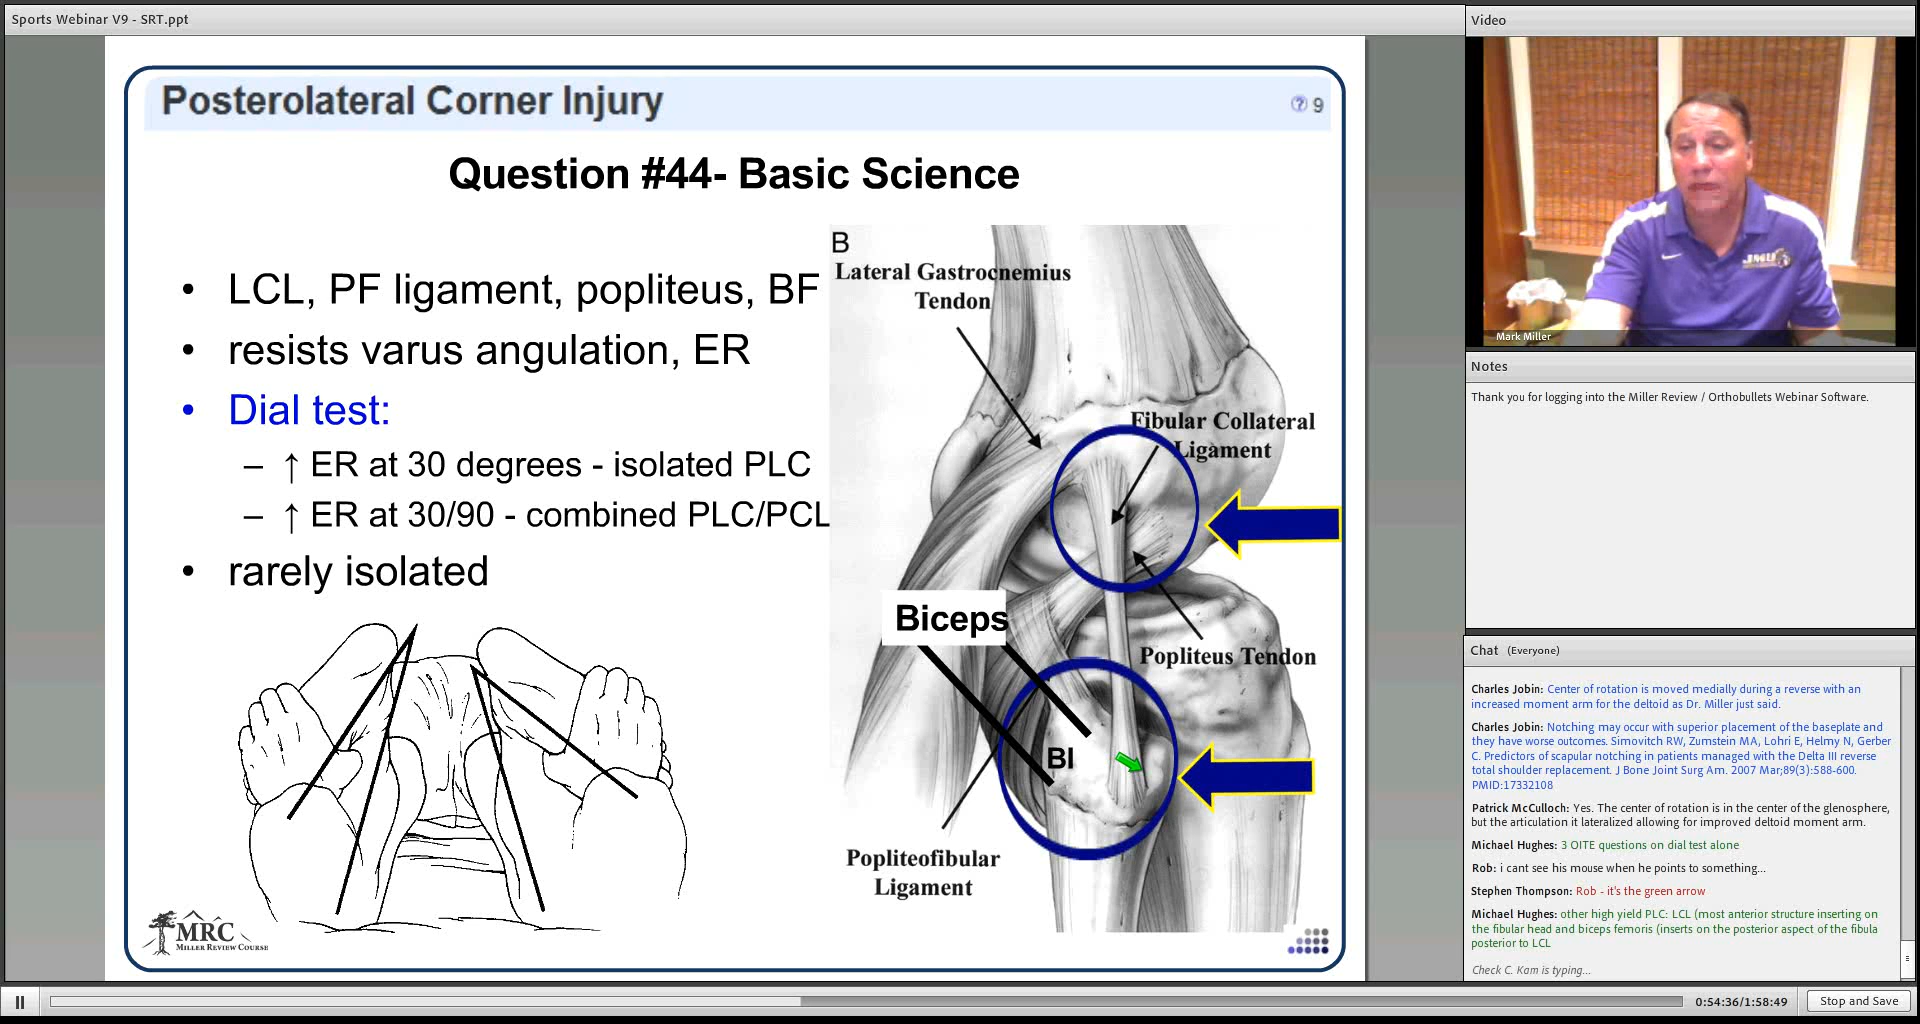 Sports Webinar V9 - SRT.ppt
Posterolateral Corner Injury
? 9
Question #44- Basic Science
• LCL, PF ligament, popliteus, BF
• resists varus angulation, ER
• Dial test:
– ↑ ER at 30 degrees - isolated PLC
– ↑ ER at 30/90 - combined PLC/PCL
• rarely isolated
B
Lateral Gastrocnemius
Tendon
Fibular Collateral
Ligament
Biceps
Popliteus Tendon
BI
Popliteofibular
Ligament
MRC
MILLER REVIEW COURSE
Video
JMU
Mark Miller
Notes
Thank you for logging into the Miller Review / Orthobullets Webinar Software.
Chat (Everyone)
Charles Jobin: Center of rotation is moved medially during a reverse with an
increased moment arm for the deltoid as Dr. Miller just said.
Charles Jobin: Notching may occur with superior placement of the baseplate and
they have worse outcomes. Simovitch RW, Zumstein MA, Lohri E, Helmy N, Gerber
C. Predictors of scapular notching in patients managed with the Delta III reverse
total shoulder replacement. J Bone Joint Surg Am. 2007 Mar;89(3):588-600.
PMID:17332108
Patrick McCulloch: Yes. The center of rotation is in the center of the glenosphere,
but the articulation it lateralized allowing for improved deltoid moment arm.
Michael Hughes: 3 OITE questions on dial test alone
Rob: i cant see his mouse when he points to something...
Stephen Thompson: Rob - it's the green arrow
Michael Hughes: other high yield PLC: LCL (most anterior structure inserting on
the fibular head and biceps femoris (inserts on the posterior aspect of the fibula
posterior to LCL
Check C. Kam is typing...
0:54:36/1:58:49
Stop and Save